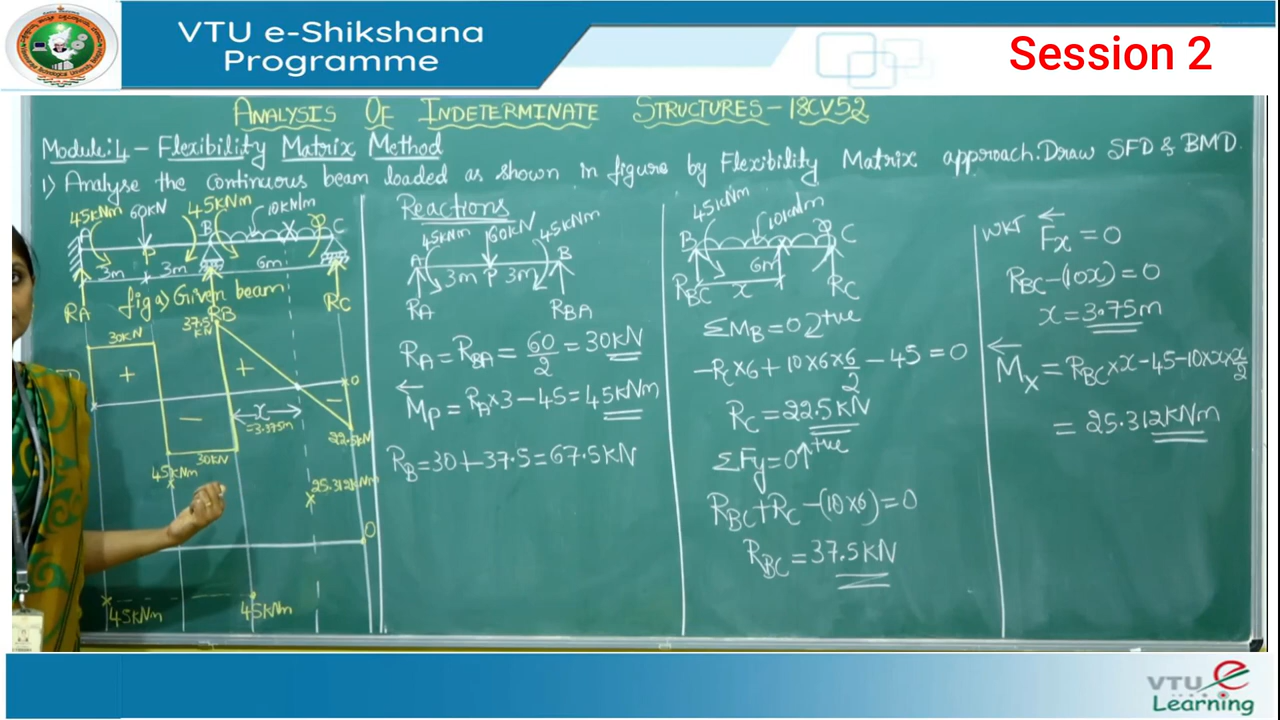 VTU e-Shikshana
Programme
Session 2
ANALYSIS OF INDETERMINATE STRUCTURES - 18CV52
Module:4 - Flexibility Matrix Method
1) Analyse the continuous beam loaded as shown in figure by Flexibility Matrix approach. Draw SFD & BMD.
45kNm 60kN 45kNm 10kN/m
A B C
3m P 3m 6m
fig a) Given beam
RA RB RC
30kN
37.5 kN
+ +
- -
x
=3.375m
0
22.5kN
30kN
45kNm
25.312kNm
0
45kNm 45kNm
Reactions
45kNm 60kN 45kNm
A B
3m P 3m
RA RBA
RA = RBA = 60/2 = 30kN
Mp = RA×3 - 45 = 45kNm
RB = 30 + 37.5 = 67.5kN
45kNm 10kN/m
B C
6m
RBC x RC
ΣMB = 0 ↻+ve
-RC×6 + 10×6×6/2 - 45 = 0
RC = 22.5kN
ΣFy = 0↑+ve
RBC + RC - (10×6) = 0
RBC = 37.5kN
WKT Fx = 0
RBC - (10x) = 0
x = 3.75m
Mx = RBC×x - 45 - 10×x×x/2
= 25.312kNm
VTU e
Learning